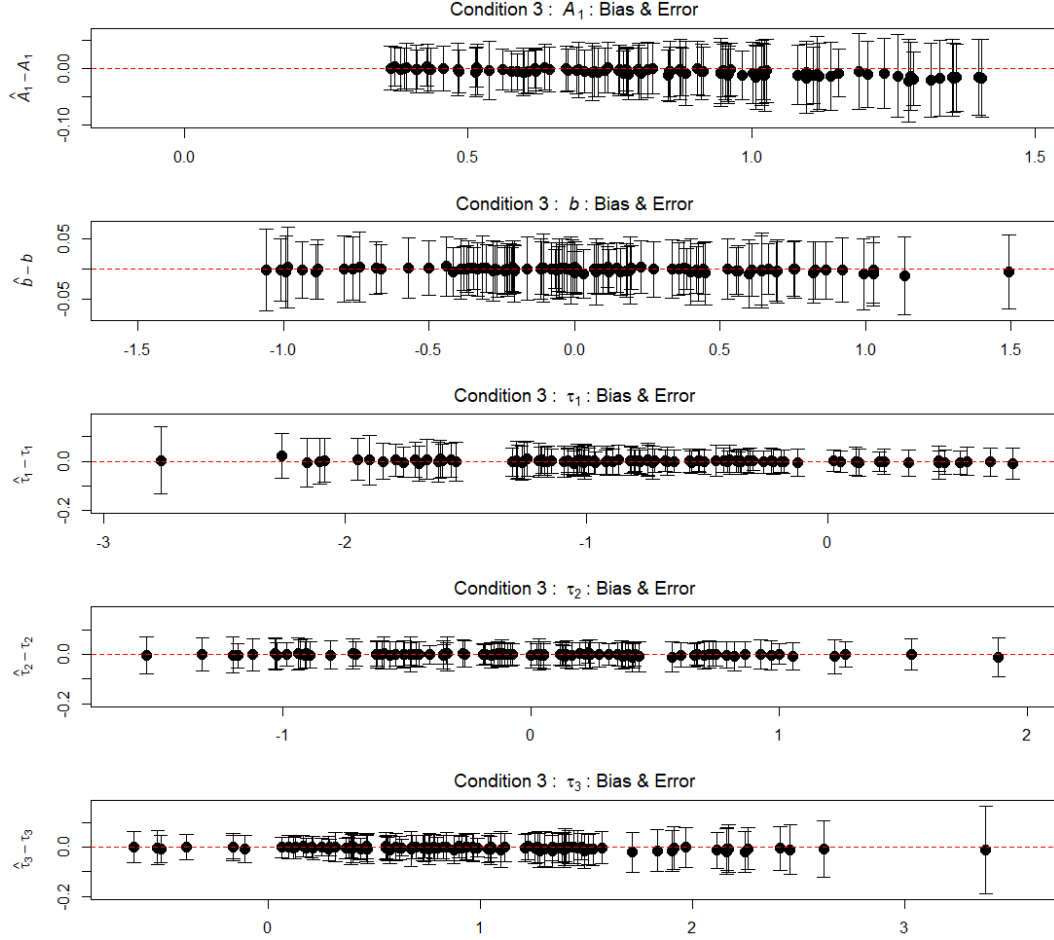 Condition 3 : A₁ : Bias & Error
Â₁ − A₁
0.00
-0.10
0.0 0.5 1.0 1.5
Condition 3 : b : Bias & Error
b̂ − b
0.05
-0.05
-1.5 -1.0 -0.5 0.0 0.5 1.0 1.5
Condition 3 : τ₁ : Bias & Error
τ̂₁ − τ₁
0.0
-0.2
-3 -2 -1 0
Condition 3 : τ₂ : Bias & Error
τ̂₂ − τ₂
0.0
-0.2
-1 0 1 2
Condition 3 : τ₃ : Bias & Error
τ̂₃ − τ₃
0.0
-0.2
0 1 2 3